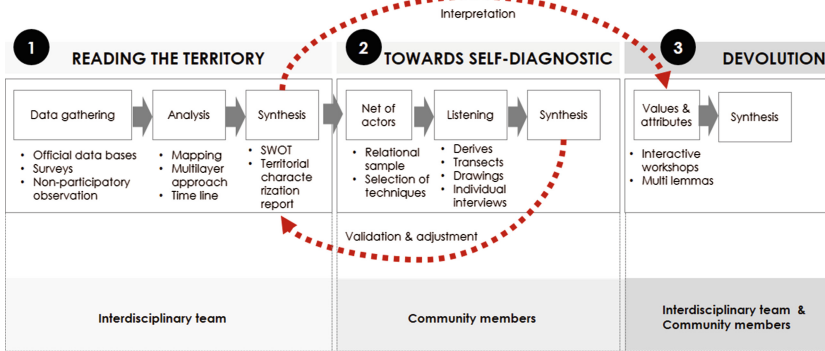 Interpretation
1
READING THE TERRITORY
2
TOWARDS SELF-DIAGNOSTIC
3
DEVOLUTION
Data gathering
Analysis
Synthesis
Net of
actors
Listening
Synthesis
Values &
attributes
Synthesis
• Official data bases
• Surveys
• Non-participatory
observation
• Mapping
• Multilayer
approach
• Time line
• SWOT
• Territorial
characte
rization
report
• Relational
sample
• Selection of
techniques
• Derives
• Transects
• Drawings
• Individual
interviews
• Interactive
workshops
• Multi lemmas
Validation & adjustment
Interdisciplinary team
Community members
Interdisciplinary team &
Community members